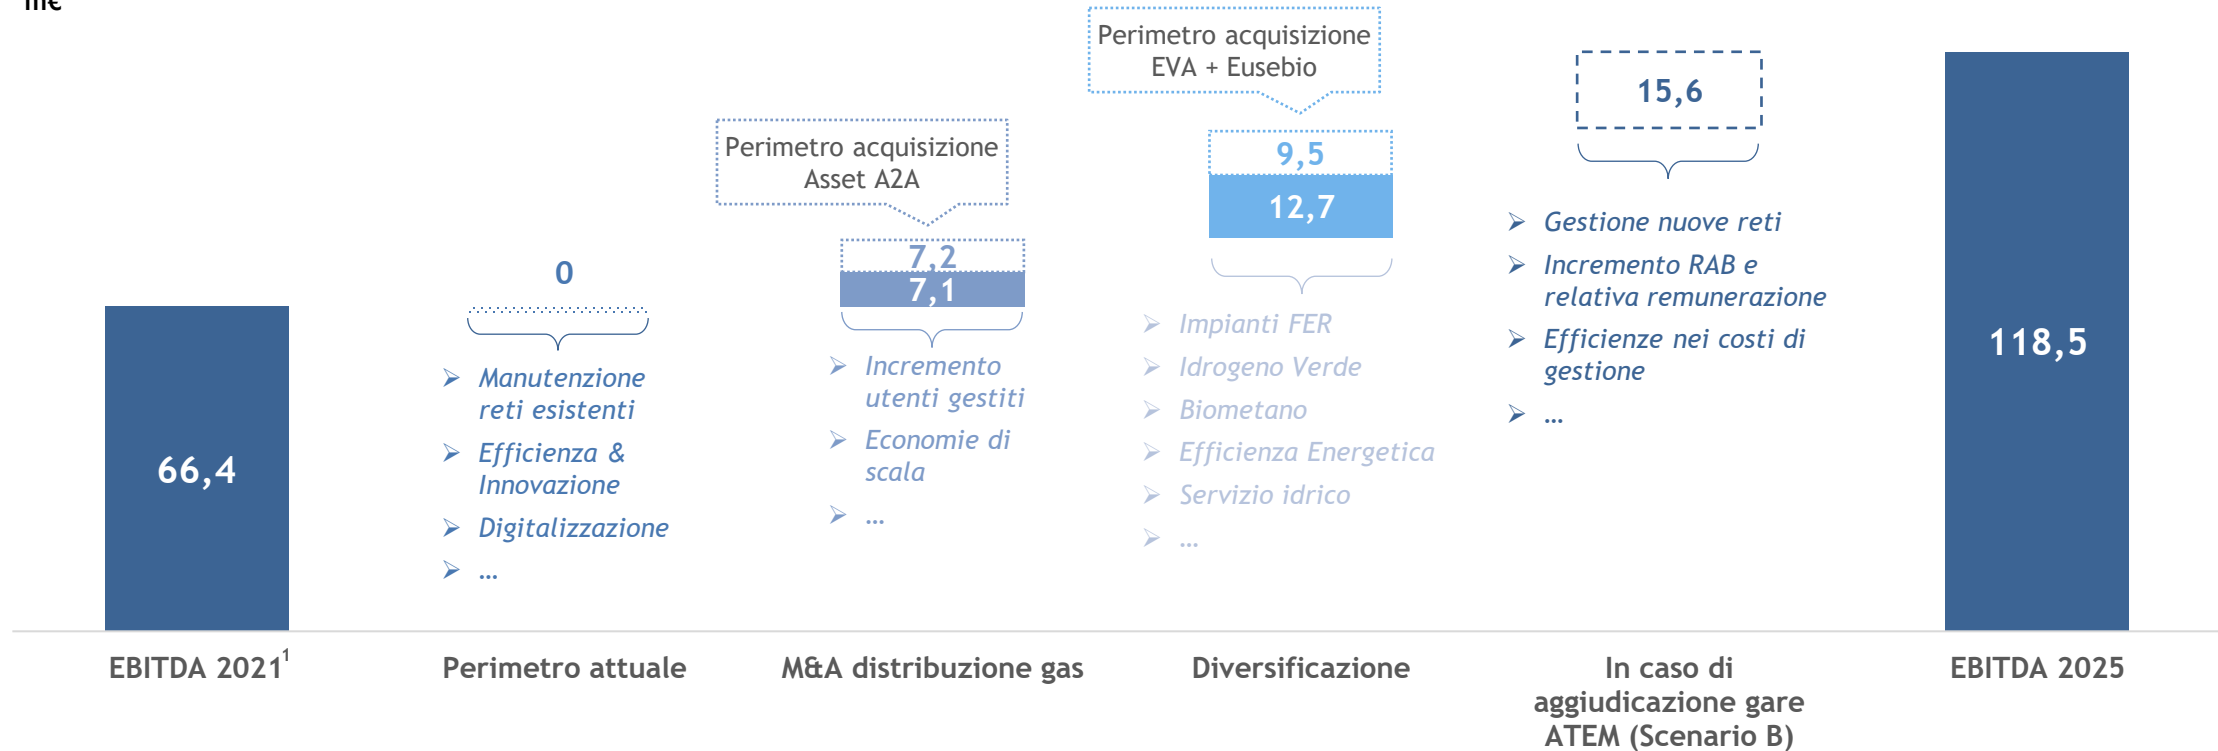 m€
66,4
EBITDA 2021¹
0
➢ Manutenzione
reti esistenti
➢ Efficienza &
Innovazione
➢ Digitalizzazione
➢ …
Perimetro attuale
Perimetro acquisizione
Asset A2A
7,2
7,1
➢ Incremento
utenti gestiti
➢ Economie di
scala
➢ …
M&A distribuzione gas
Perimetro acquisizione
EVA + Eusebio
9,5
12,7
➢ Impianti FER
➢ Idrogeno Verde
➢ Biometano
➢ Efficienza Energetica
➢ Servizio idrico
➢ …
Diversificazione
15,6
➢ Gestione nuove reti
➢ Incremento RAB e
relativa remunerazione
➢ Efficienze nei costi di
gestione
➢ …
In caso di
aggiudicazione gare
ATEM (Scenario B)
118,5
EBITDA 2025